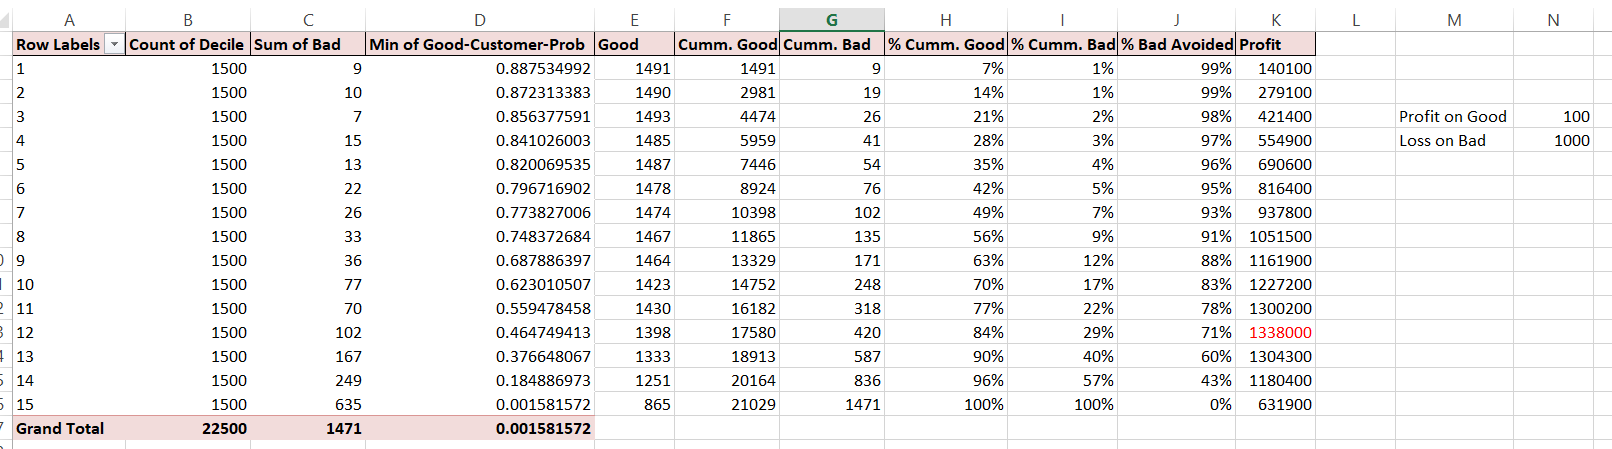 A B C D E F G H I J K L M N
Row Labels Count of Decile Sum of Bad Min of Good-Customer-Prob Good Cumm. Good Cumm. Bad % Cumm. Good % Cumm. Bad % Bad Avoided Profit
1 1500 9 0.887534992 1491 1491 9 7% 1% 99% 140100
2 1500 10 0.872313383 1490 2981 19 14% 1% 99% 279100
3 1500 7 0.856377591 1493 4474 26 21% 2% 98% 421400 Profit on Good 100
4 1500 15 0.841026003 1485 5959 41 28% 3% 97% 554900 Loss on Bad 1000
5 1500 13 0.820069535 1487 7446 54 35% 4% 96% 690600
6 1500 22 0.796716902 1478 8924 76 42% 5% 95% 816400
7 1500 26 0.773827006 1474 10398 102 49% 7% 93% 937800
8 1500 33 0.748372684 1467 11865 135 56% 9% 91% 1051500
9 1500 36 0.687886397 1464 13329 171 63% 12% 88% 1161900
10 1500 77 0.623010507 1423 14752 248 70% 17% 83% 1227200
11 1500 70 0.559478458 1430 16182 318 77% 22% 78% 1300200
12 1500 102 0.464749413 1398 17580 420 84% 29% 71% 1338000
13 1500 167 0.376648067 1333 18913 587 90% 40% 60% 1304300
14 1500 249 0.184886973 1251 20164 836 96% 57% 43% 1180400
15 1500 635 0.001581572 865 21029 1471 100% 100% 0% 631900
Grand Total 22500 1471 0.001581572